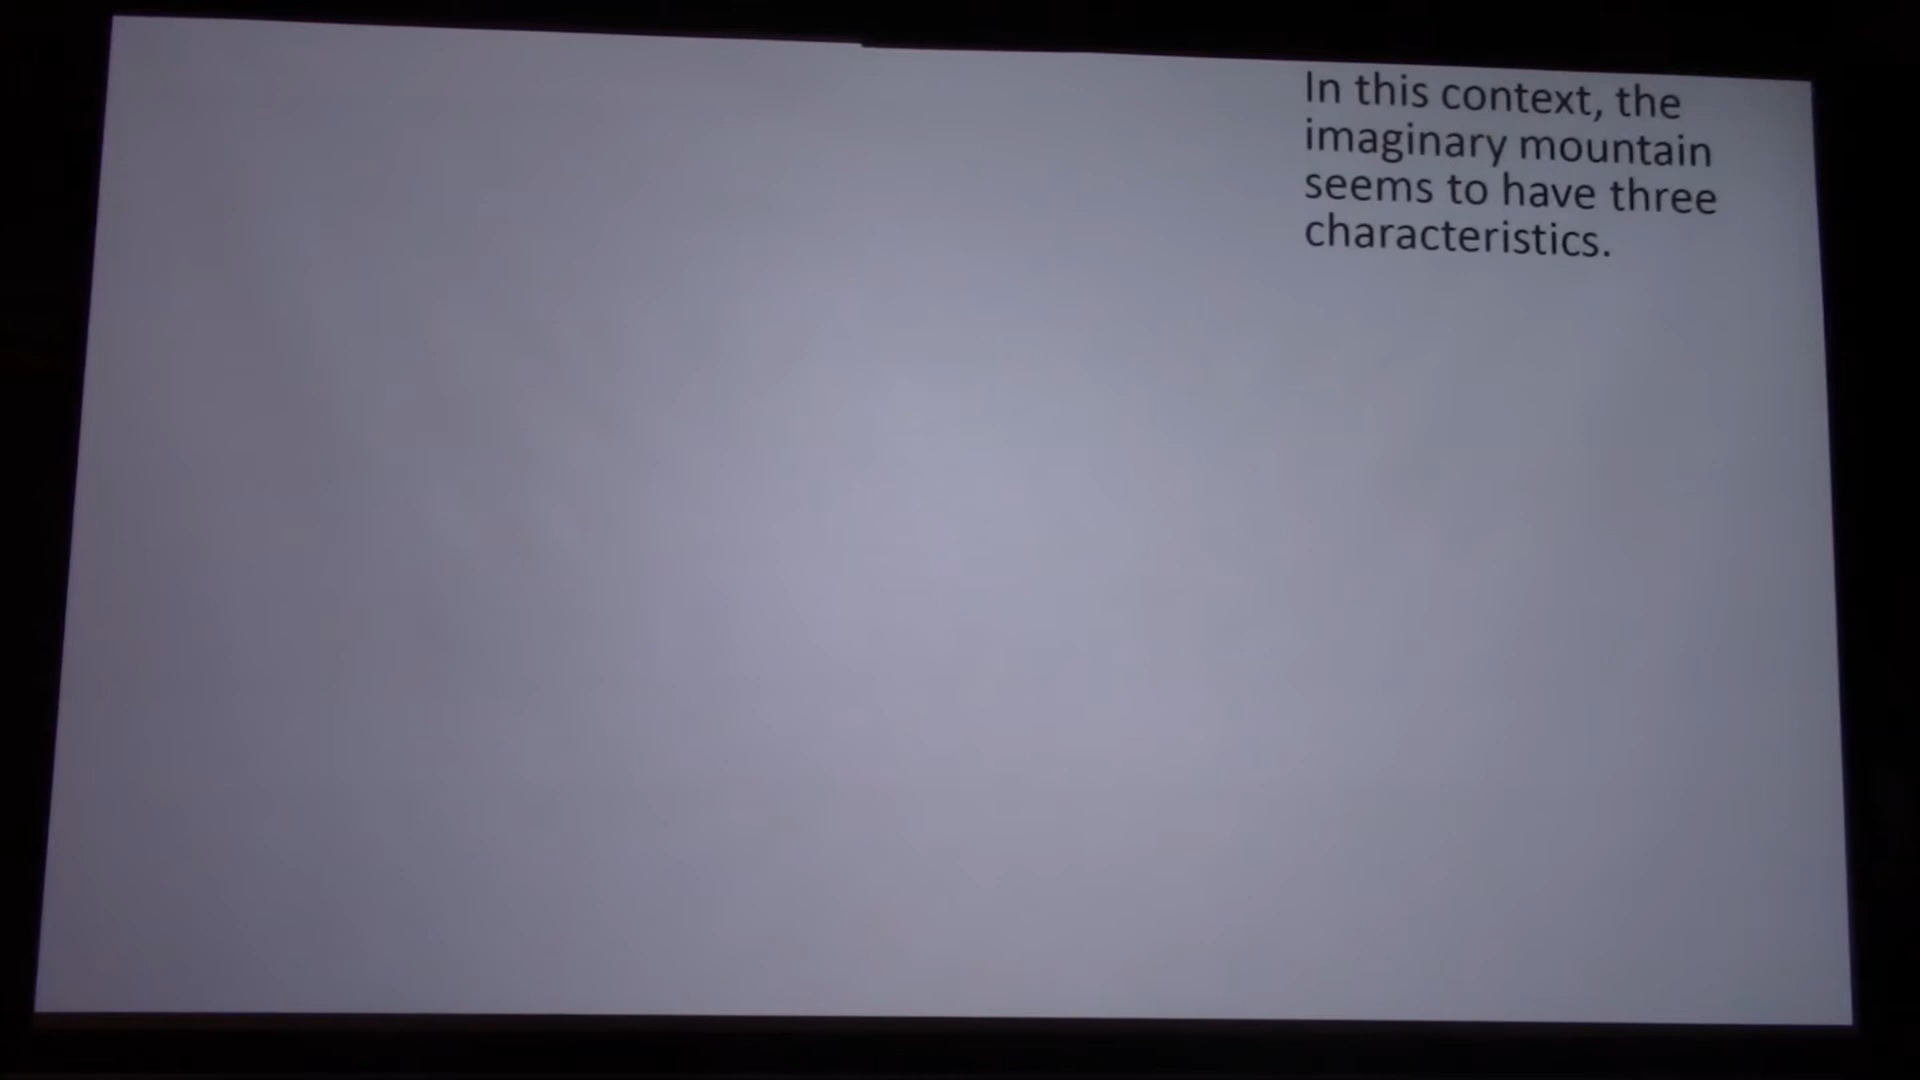 In this context, the
imaginary mountain
seems to have three
characteristics.